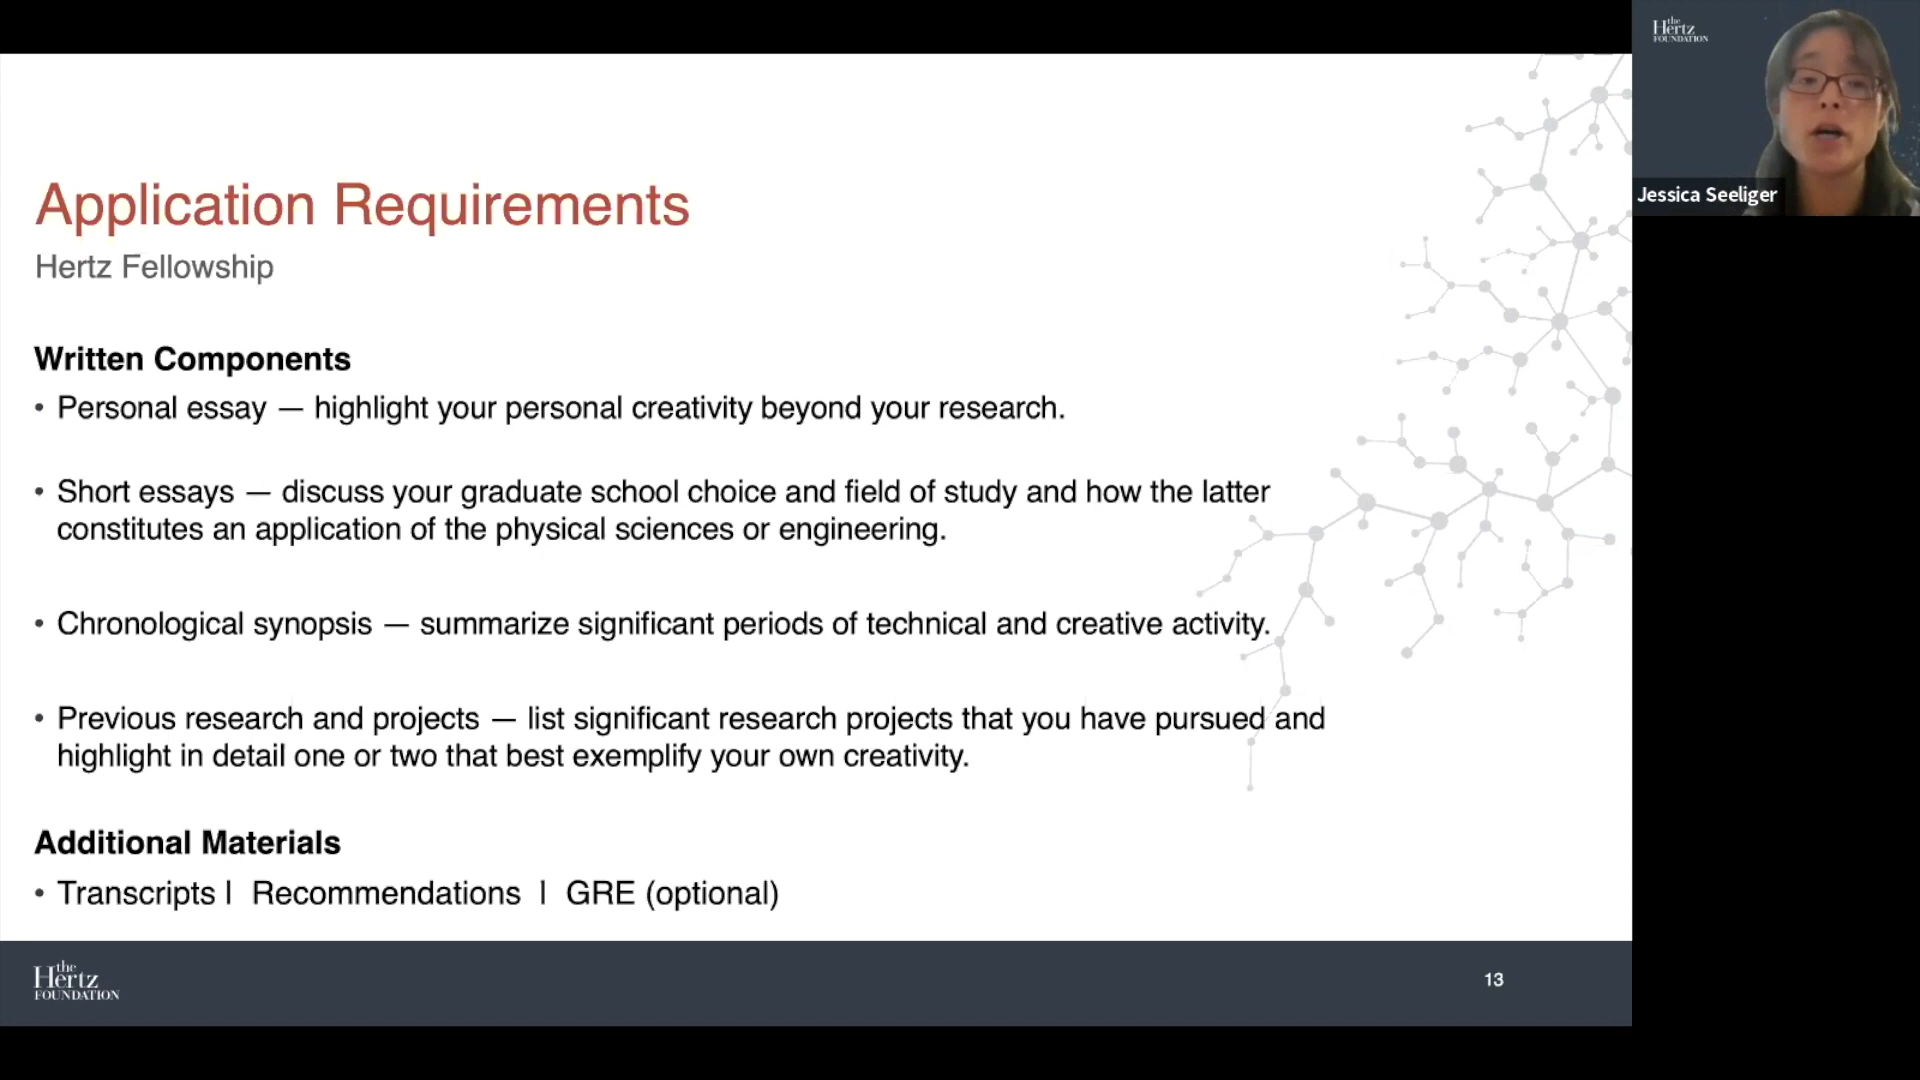 Application Requirements
Hertz Fellowship
Written Components
• Personal essay — highlight your personal creativity beyond your research.
• Short essays — discuss your graduate school choice and field of study and how the latter
constitutes an application of the physical sciences or engineering.
• Chronological synopsis — summarize significant periods of technical and creative activity.
• Previous research and projects — list significant research projects that you have pursued and
highlight in detail one or two that best exemplify your own creativity.
Additional Materials
• Transcripts | Recommendations | GRE (optional)
the
Hertz
FOUNDATION
13
the
Hertz
FOUNDATION
Jessica Seeliger